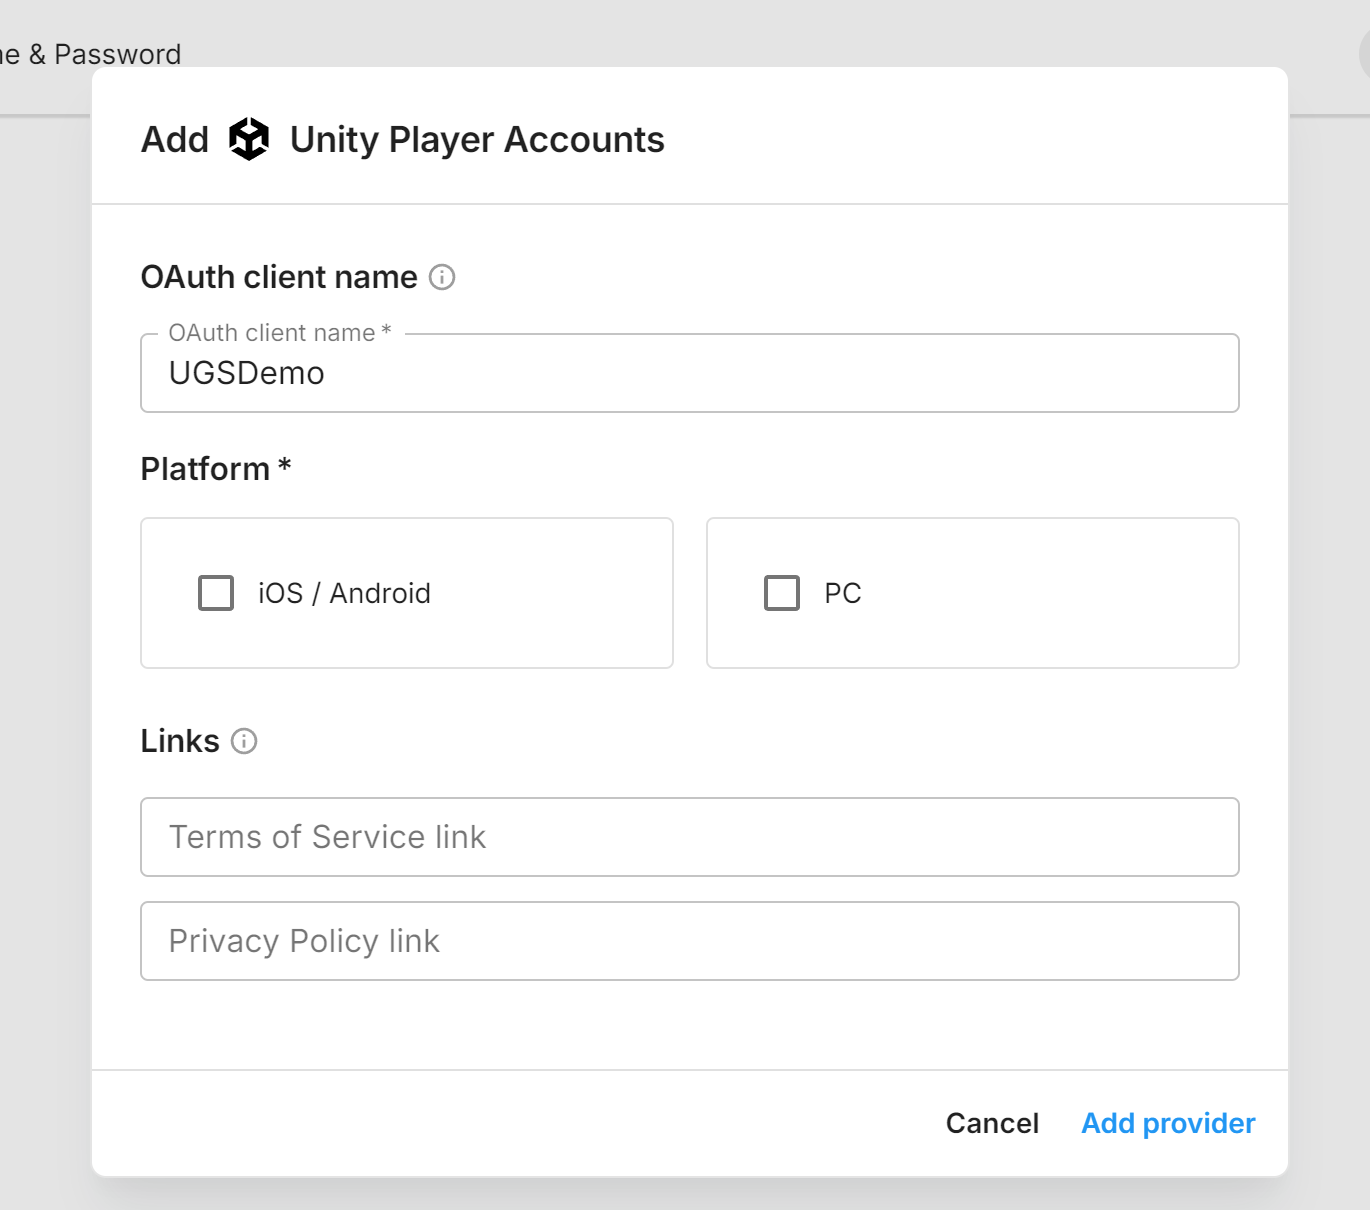 & Password
Add Unity Player Accounts
OAuth client name
OAuth client name *
UGSDemo
Platform *
iOS / Android
PC
Links
Terms of Service link
Privacy Policy link
Cancel
Add provider